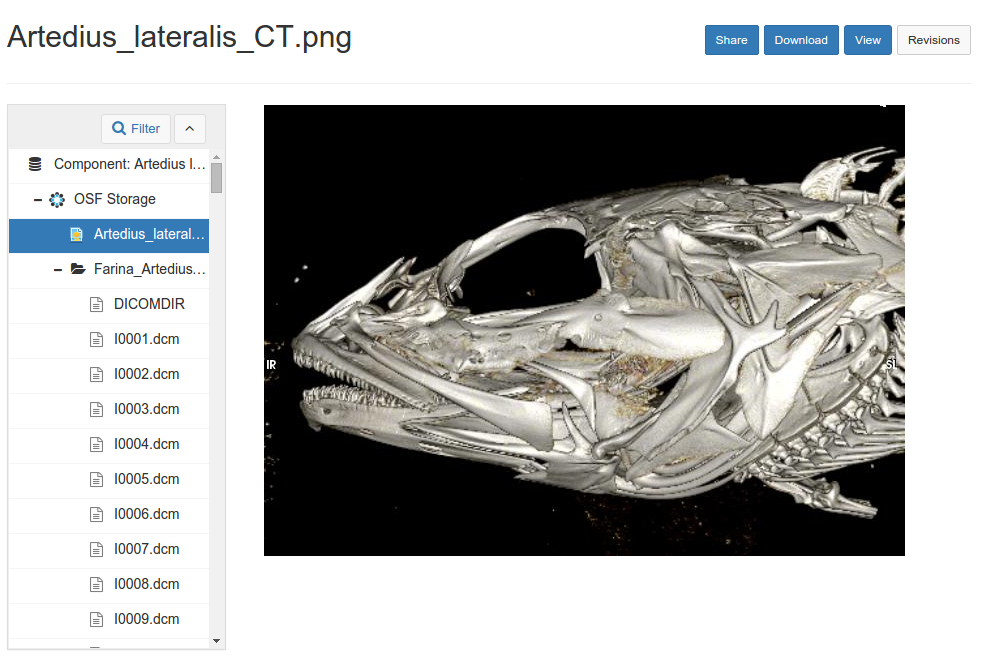 Artedius_lateralis_CT.png
Share Download View Revisions
Filter
Component: Artedius l...
OSF Storage
Artedius_lateral...
Farina_Artedius...
DICOMDIR
I0001.dcm
I0002.dcm
I0003.dcm
I0004.dcm
I0005.dcm
I0006.dcm
I0007.dcm
I0008.dcm
I0009.dcm
IR
SL